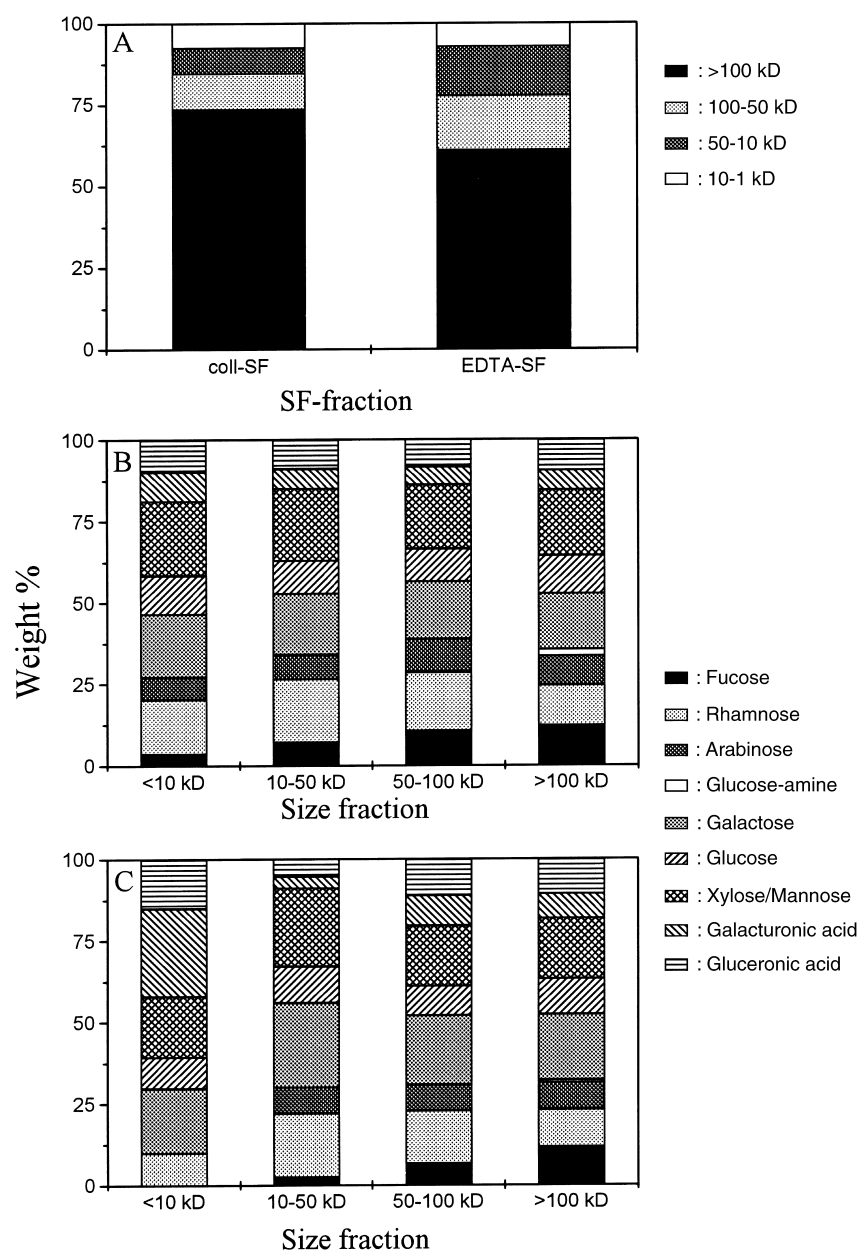 A
100
75
50
25
0
coll-SF EDTA-SF
SF-fraction
: >100 kD
: 100-50 kD
: 50-10 kD
: 10-1 kD
Weight %
B
100
75
50
25
0
<10 kD 10-50 kD 50-100 kD >100 kD
Size fraction
: Fucose
: Rhamnose
: Arabinose
: Glucose-amine
: Galactose
: Glucose
: Xylose/Mannose
: Galacturonic acid
: Gluceronic acid
C
100
75
50
25
0
<10 kD 10-50 kD 50-100 kD >100 kD
Size fraction